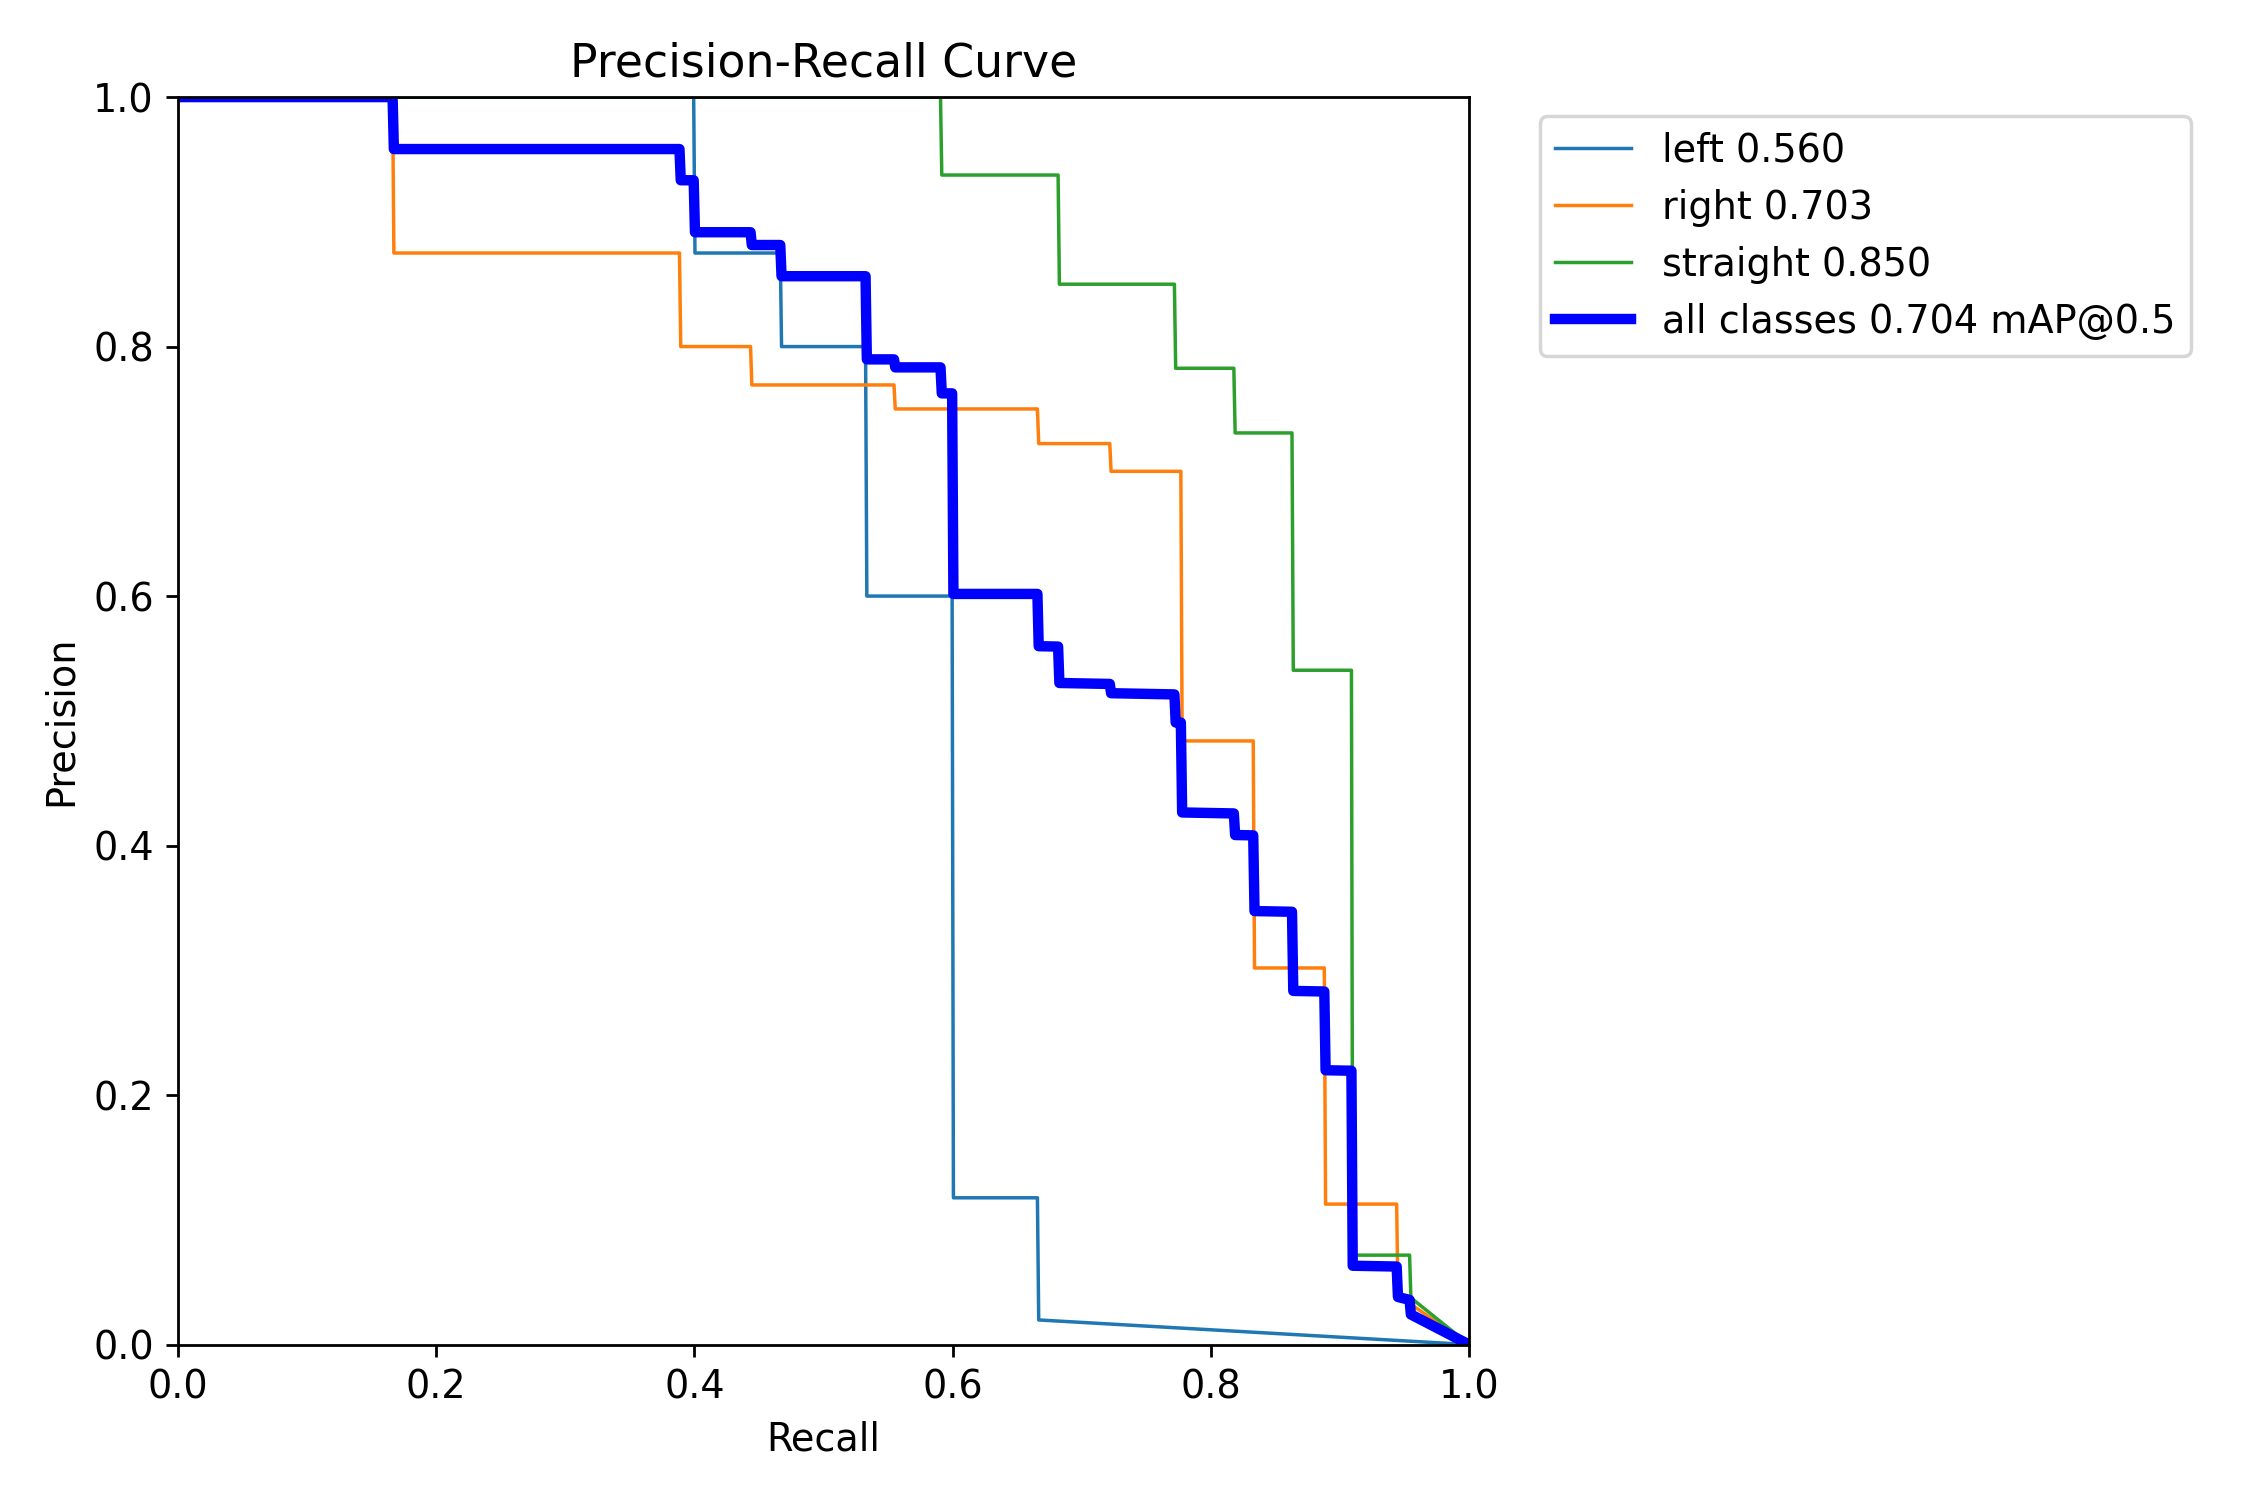 Precision-Recall Curve
1.0
0.8
0.6
0.4
0.2
0.0
Precision
0.0 0.2 0.4 0.6 0.8 1.0
Recall
left 0.560
right 0.703
straight 0.850
all classes 0.704 mAP@0.5